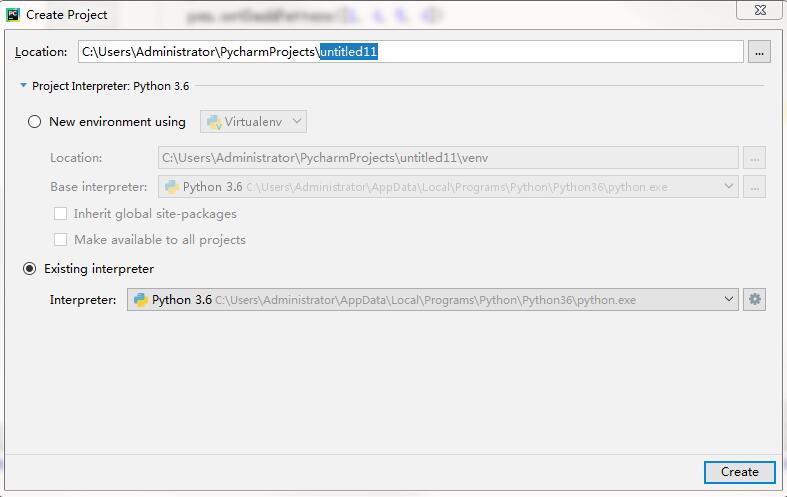 Create Project
Location: C:\Users\Administrator\PycharmProjects\untitled11
...
Project Interpreter: Python 3.6
New environment using Virtualenv
Location: C:\Users\Administrator\PycharmProjects\untitled11\venv
...
Base interpreter: Python 3.6 C:\Users\Administrator\AppData\Local\Programs\Python\Python36\python.exe
...
Inherit global site-packages
Make available to all projects
Existing interpreter
Interpreter: Python 3.6 C:\Users\Administrator\AppData\Local\Programs\Python\Python36\python.exe
Create